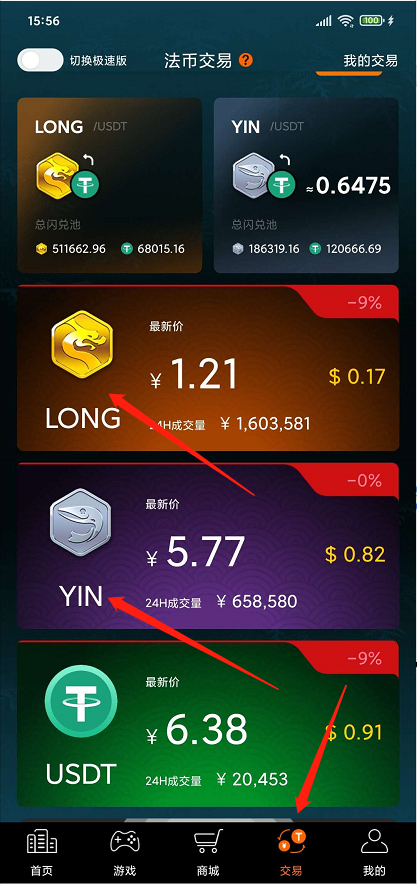 15:56
100
切换极速版
法币交易 ?
我的交易
LONG /USDT
总闪兑池
511662.96 68015.16
YIN /USDT
≈0.6475
总闪兑池
186319.16 120666.69
-9%
最新价
¥ 1.21
$ 0.17
LONG
24H成交量 ¥ 1,603,581
-0%
最新价
¥ 5.77
$ 0.82
YIN
24H成交量 ¥ 658,580
-9%
最新价
¥ 6.38
$ 0.91
USDT
24H成交量 ¥ 20,453
首页
游戏
商城
交易
我的